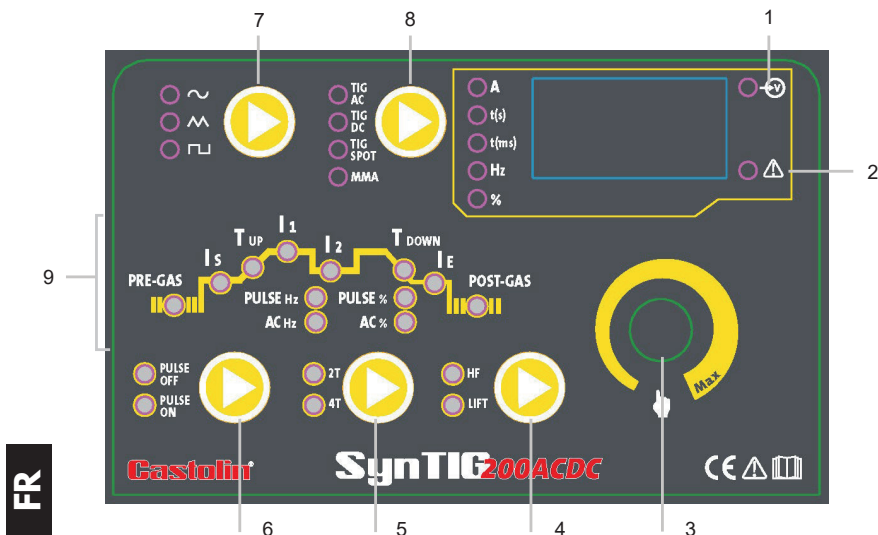 7
8
1
TIG
AC
TIG
DC
TIG
SPOT
MMA
A
t(s)
t(ms)
Hz
%
V
2
9
PRE-GAS
IS
T UP
I1
I2
T DOWN
IE
POST-GAS
PULSE Hz
AC Hz
PULSE %
AC %
PULSE
OFF
PULSE
ON
2T
4T
HF
LIFT
Max
FR
Castolin
SynTIG 200ACDC
CE
6
5
4
3